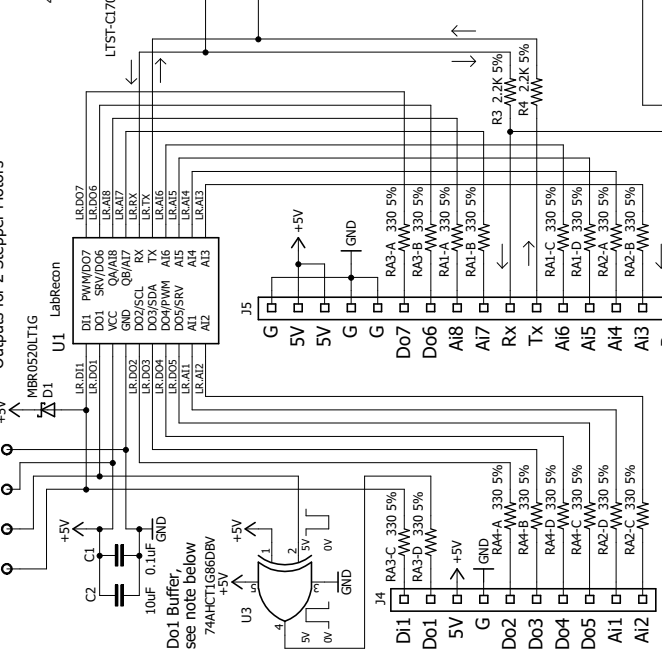 LTST-C170
Outputs for 2 Stepper Motors
+5V
MBR0520LT1G
D1
U1
LabRecon
LR.DO7
LR.DO6
LR.AI8
LR.AI7
LR.RX
LR.TX
LR.AI6
LR.AI5
LR.AI4
LR.AI3
DI1 PWM/DO7
DO1 SRV/DO6
VCC QA/AI8
GND QB/AI7
DO2/SCL RX
DO3/SDA TX
DO4/PWM AI6
DO5/SRV AI5
AI1 AI4
AI2 AI3
LR.DI1
LR.DO1
LR.DO2
LR.DO3
LR.DO4
LR.DO5
LR.AI1
LR.AI2
R3 2.2K 5%
R4 2.2K 5%
RA3-A 330 5%
RA3-B 330 5%
RA1-A 330 5%
RA1-B 330 5%
RA1-C 330 5%
RA1-D 330 5%
RA2-A 330 5%
RA2-B 330 5%
+5V
GND
J5
G
5V
5V
G
G
Do7
Do6
Ai8
Ai7
Rx
Tx
Ai6
Ai5
Ai4
Ai3
+5V
GND
C1
0.1uF
C2
10uF
Do1 Buffer,
see note below
74AHCT1G86DBV
+5V
+5V
U3
1
2
3
4
5
GND
5V
0V
5V
0V
RA3-C 330 5%
RA3-D 330 5%
+5V
GND
RA4-A 330 5%
RA4-B 330 5%
RA4-D 330 5%
RA4-C 330 5%
RA2-D 330 5%
RA2-C 330 5%
J4
Di1
Do1
5V
G
Do2
Do3
Do4
Do5
Ai1
Ai2